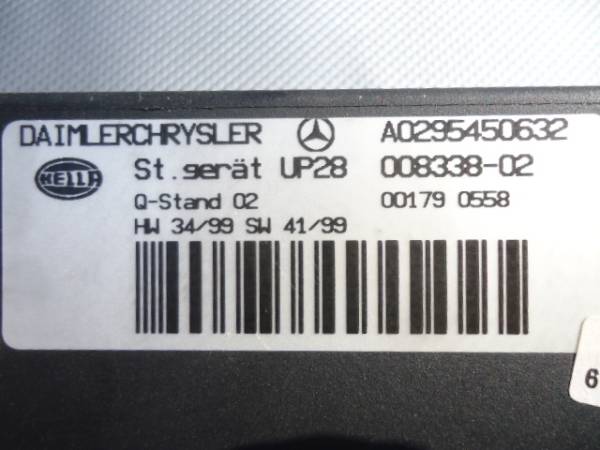 DAIMLERCHRYSLER A0295450632
HELLA St.gerät UP28 008338-02
Q-Stand 02 00179 0558
HW 34/99 SW 41/99
6